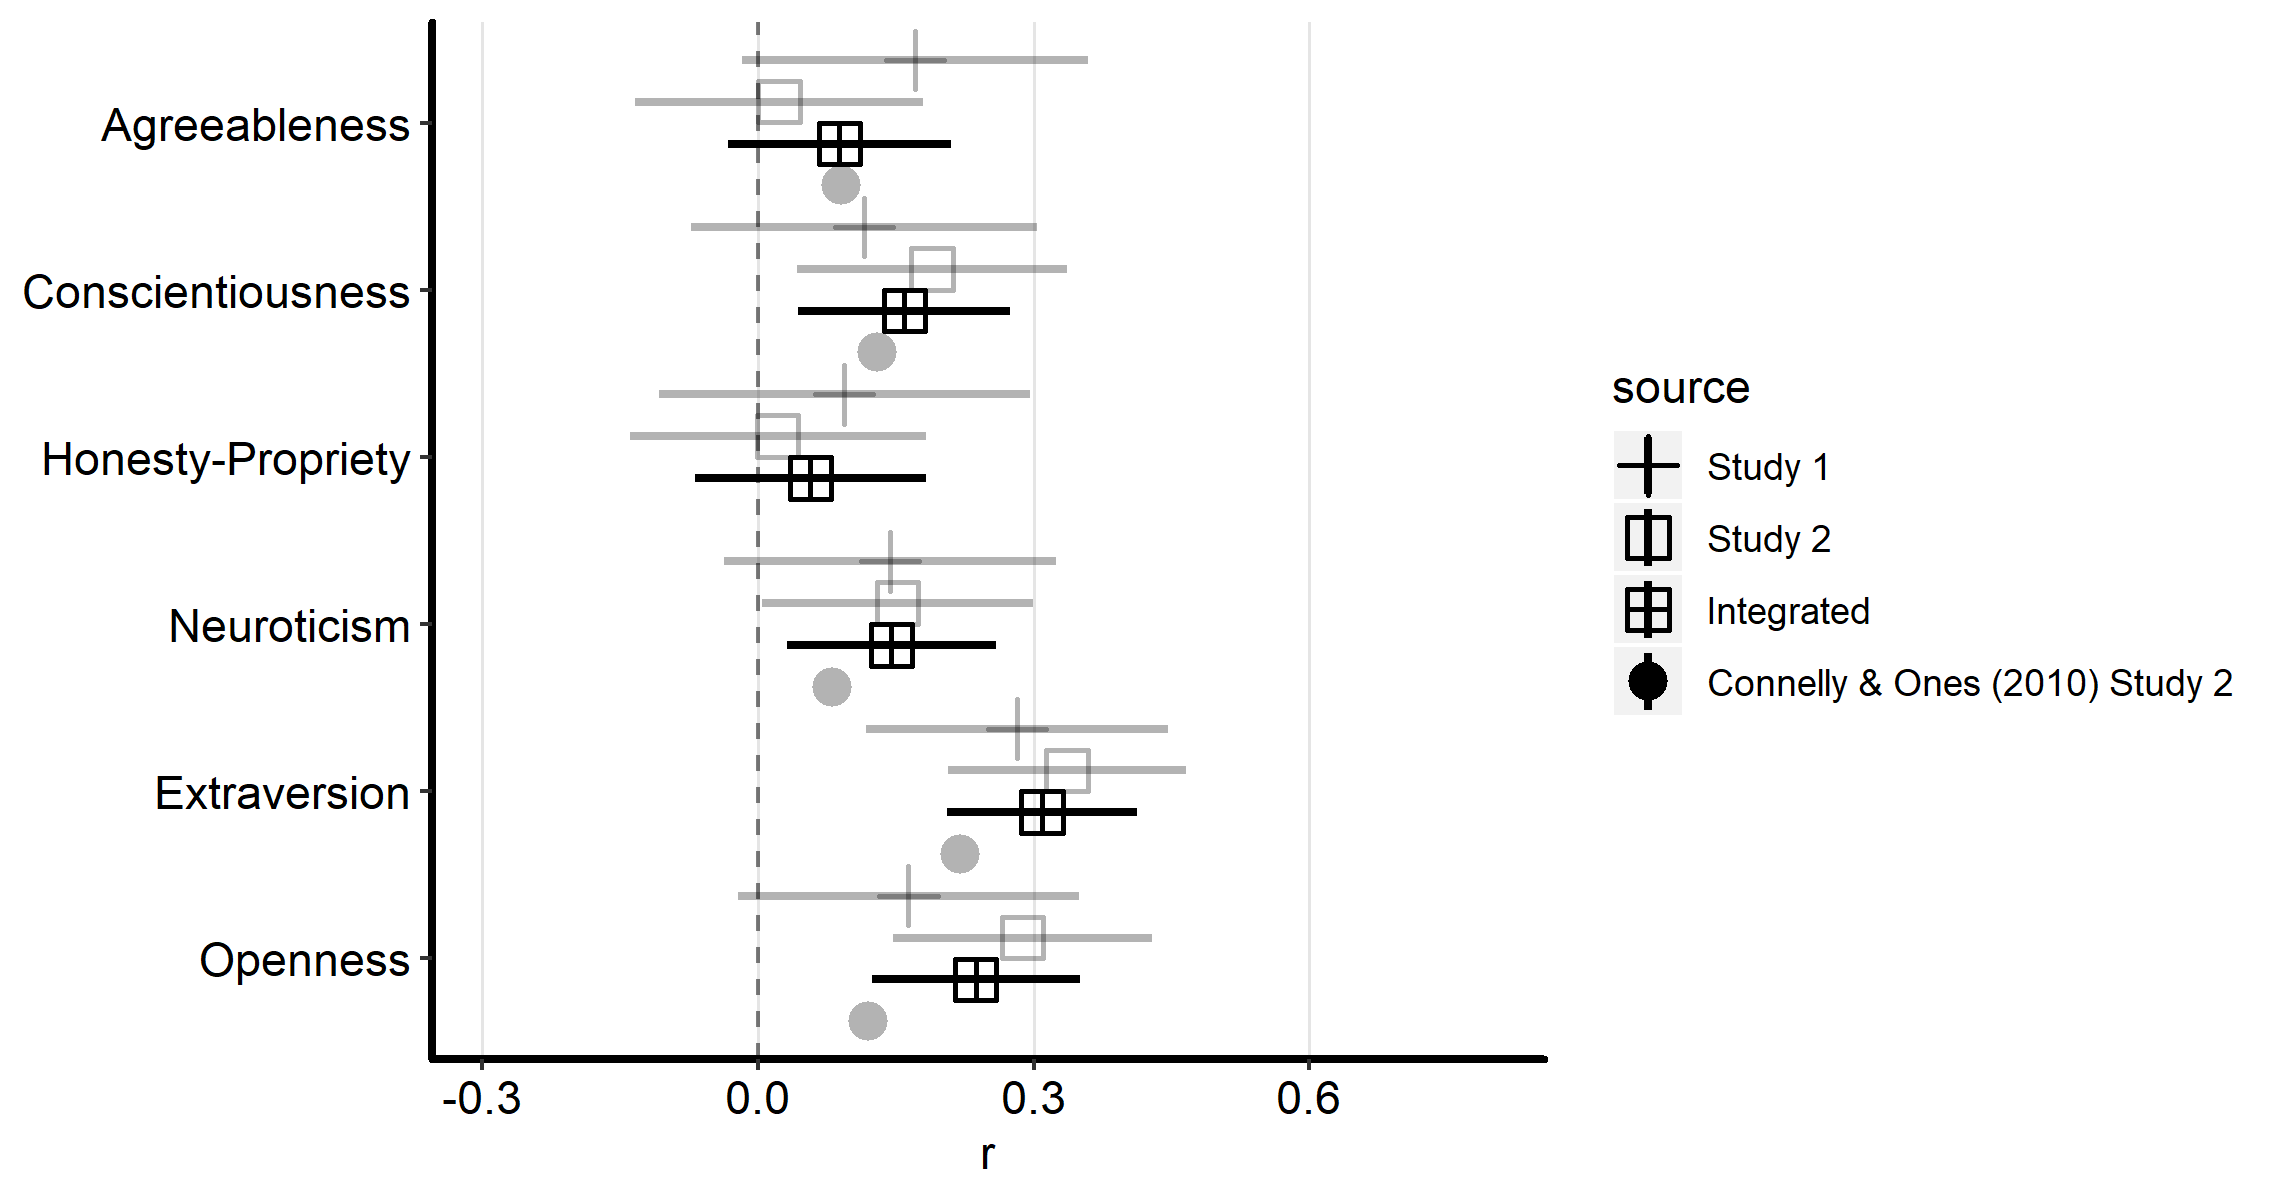 Agreeableness
Conscientiousness
Honesty-Propriety
Neuroticism
Extraversion
Openness
-0.3
0.0
0.3
0.6
r
source
Study 1
Study 2
Integrated
Connelly & Ones (2010) Study 2